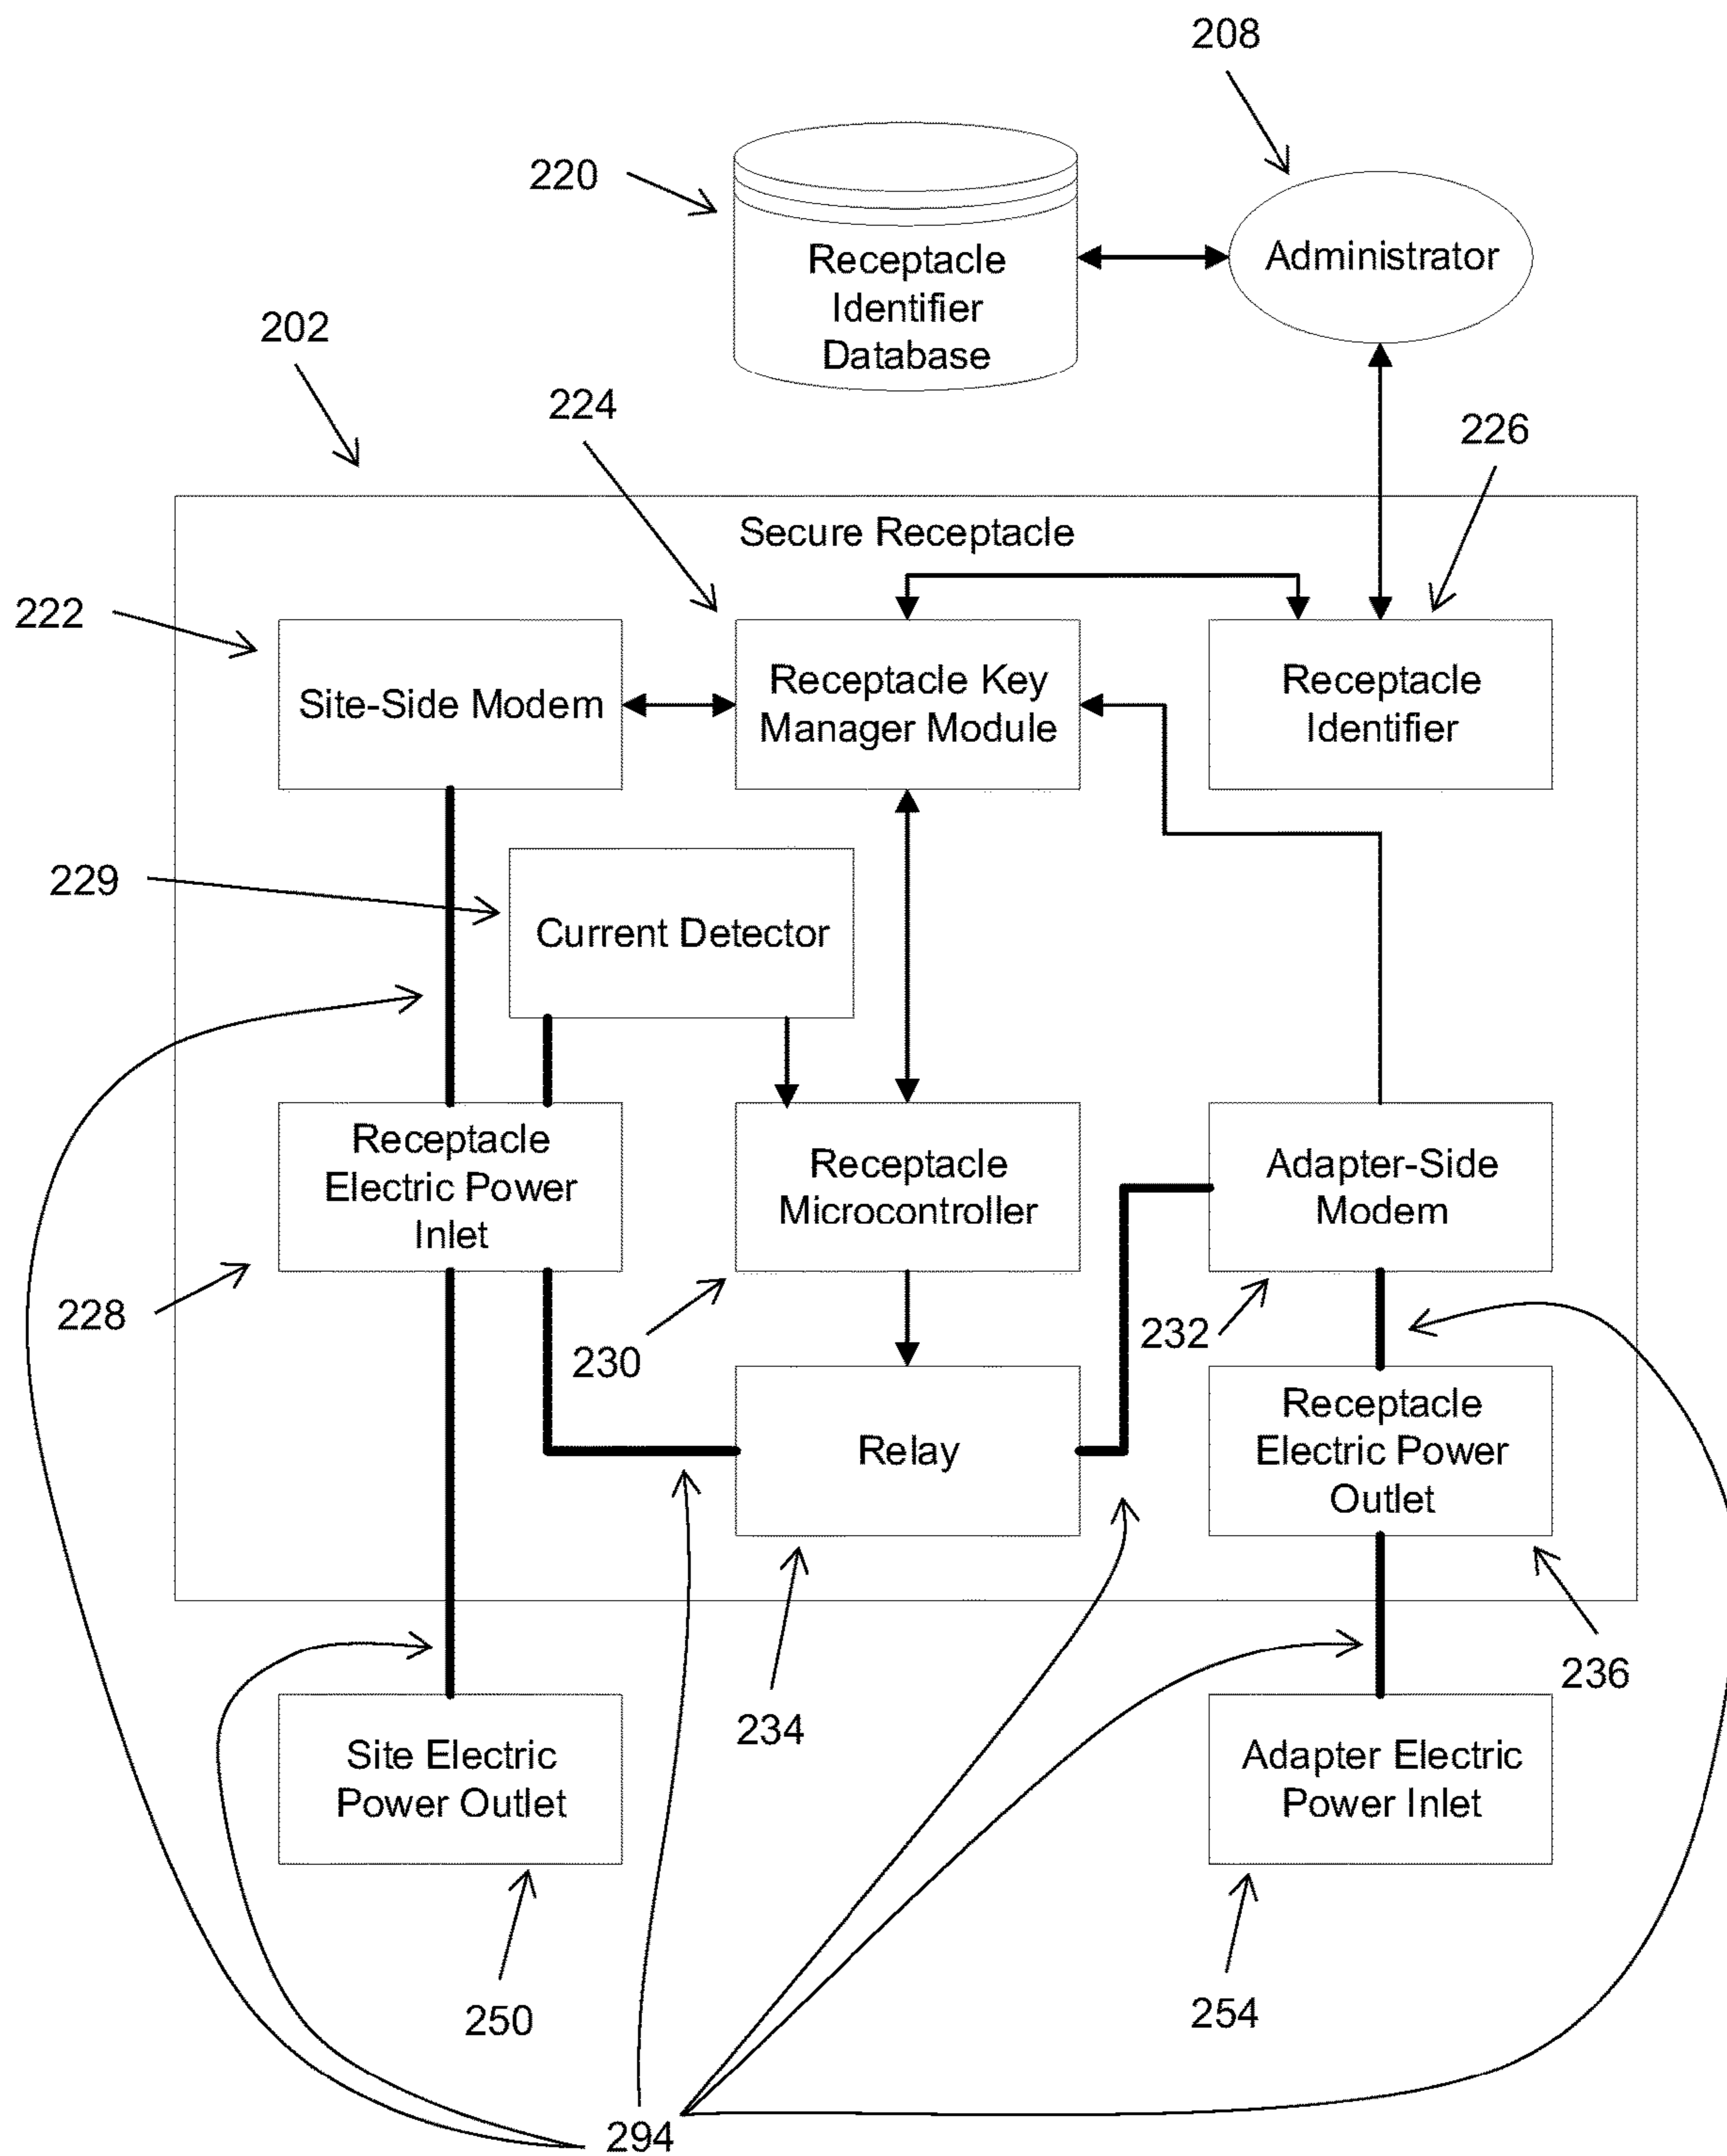 208
220
Receptacle
Identifier
Database
Administrator
202
224
226
Secure Receptacle
222
Site-Side Modem
Receptacle Key
Manager Module
Receptacle
Identifier
229
Current Detector
Receptacle
Electric Power
Inlet
Receptacle
Microcontroller
Adapter-Side
Modem
228
230
232
Relay
Receptacle
Electric Power
Outlet
234
236
Site Electric
Power Outlet
Adapter Electric
Power Inlet
250
254
294